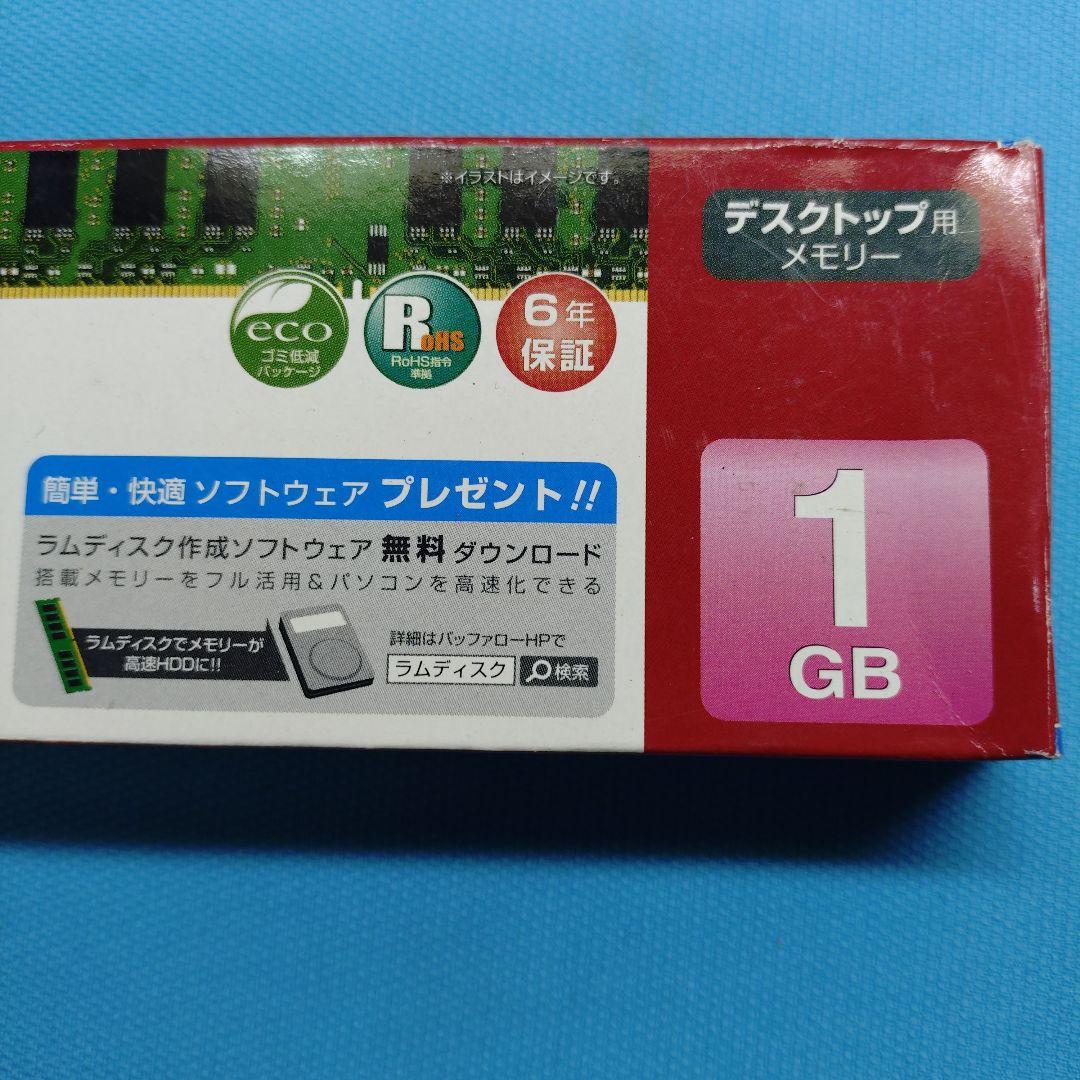 ※イラストはイメージです。
デスクトップ用
メモリー
eco
ゴミ低減
パッケージ
RoHS
RoHS指令
準拠
6年
保証
簡単・快適 ソフトウェア プレゼント!!
ラムディスク作成ソフトウェア 無料 ダウンロード
搭載メモリーをフル活用&パソコンを高速化できる
ラムディスクでメモリーが
高速HDDに!!
詳細はバッファローHPで
ラムディスク 検索
1
GB